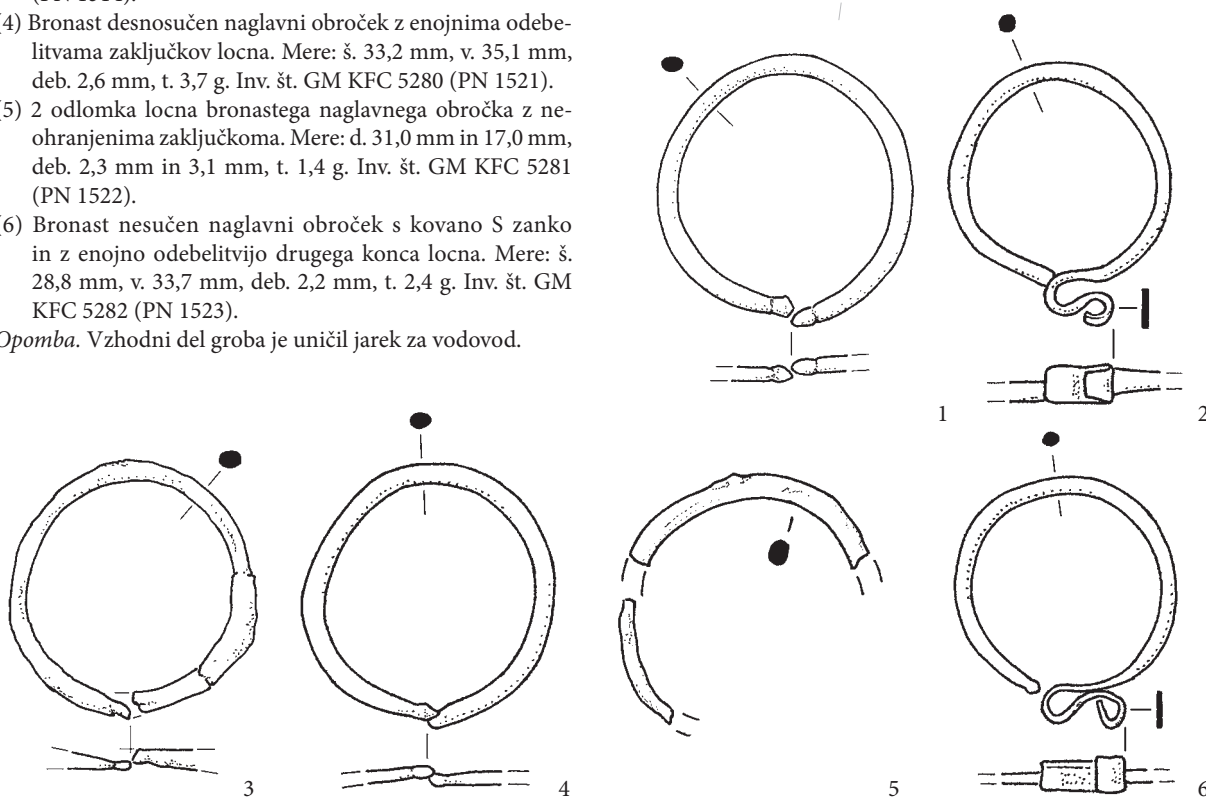 (4) Bronast desnosučen naglavni obroček z enojnima odebe-
litvama zaključkov locna. Mere: š. 33,2 mm, v. 35,1 mm,
deb. 2,6 mm, t. 3,7 g. Inv. št. GM KFC 5280 (PN 1521).
(5) 2 odlomka locna bronastega naglavnega obročka z ne-
ohranjenima zaključkoma. Mere: d. 31,0 mm in 17,0 mm,
deb. 2,3 mm in 3,1 mm, t. 1,4 g. Inv. št. GM KFC 5281
(PN 1522).
(6) Bronast nesučen naglavni obroček s kovano S zanko
in z enojno odebelitvijo drugega konca locna. Mere: š.
28,8 mm, v. 33,7 mm, deb. 2,2 mm, t. 2,4 g. Inv. št. GM
KFC 5282 (PN 1523).
Opomba. Vzhodni del groba je uničil jarek za vodovod.
1
2
3
4
5
6